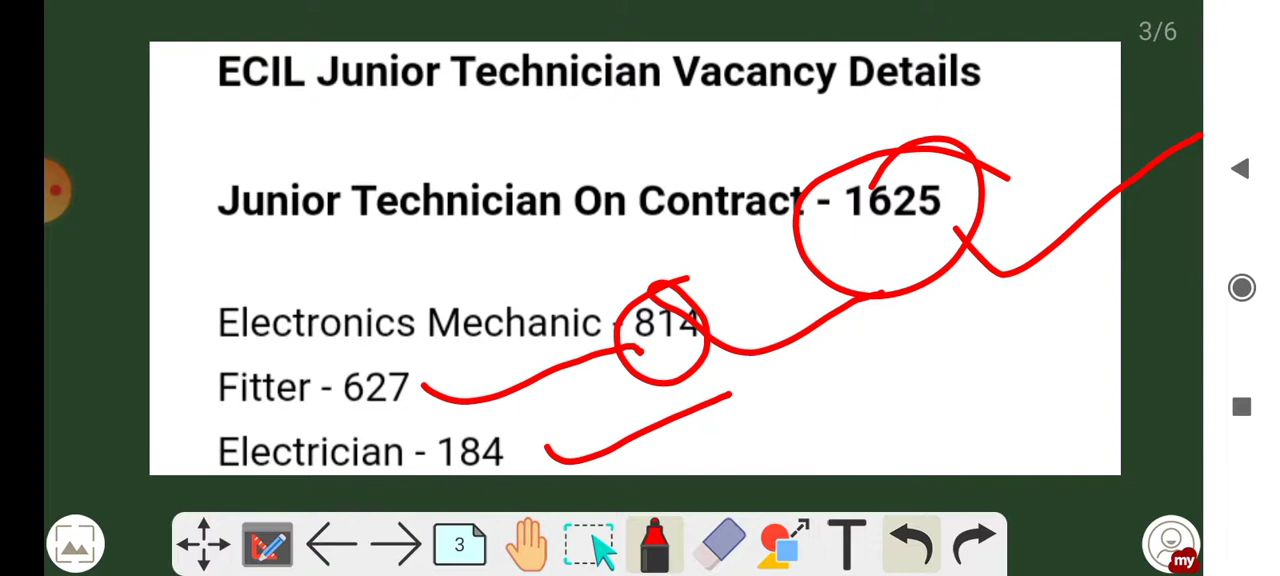 3/6
ECIL Junior Technician Vacancy Details
Junior Technician On Contract - 1625
Electronics Mechanic - 814
Fitter - 627
Electrician - 184
3
T
my